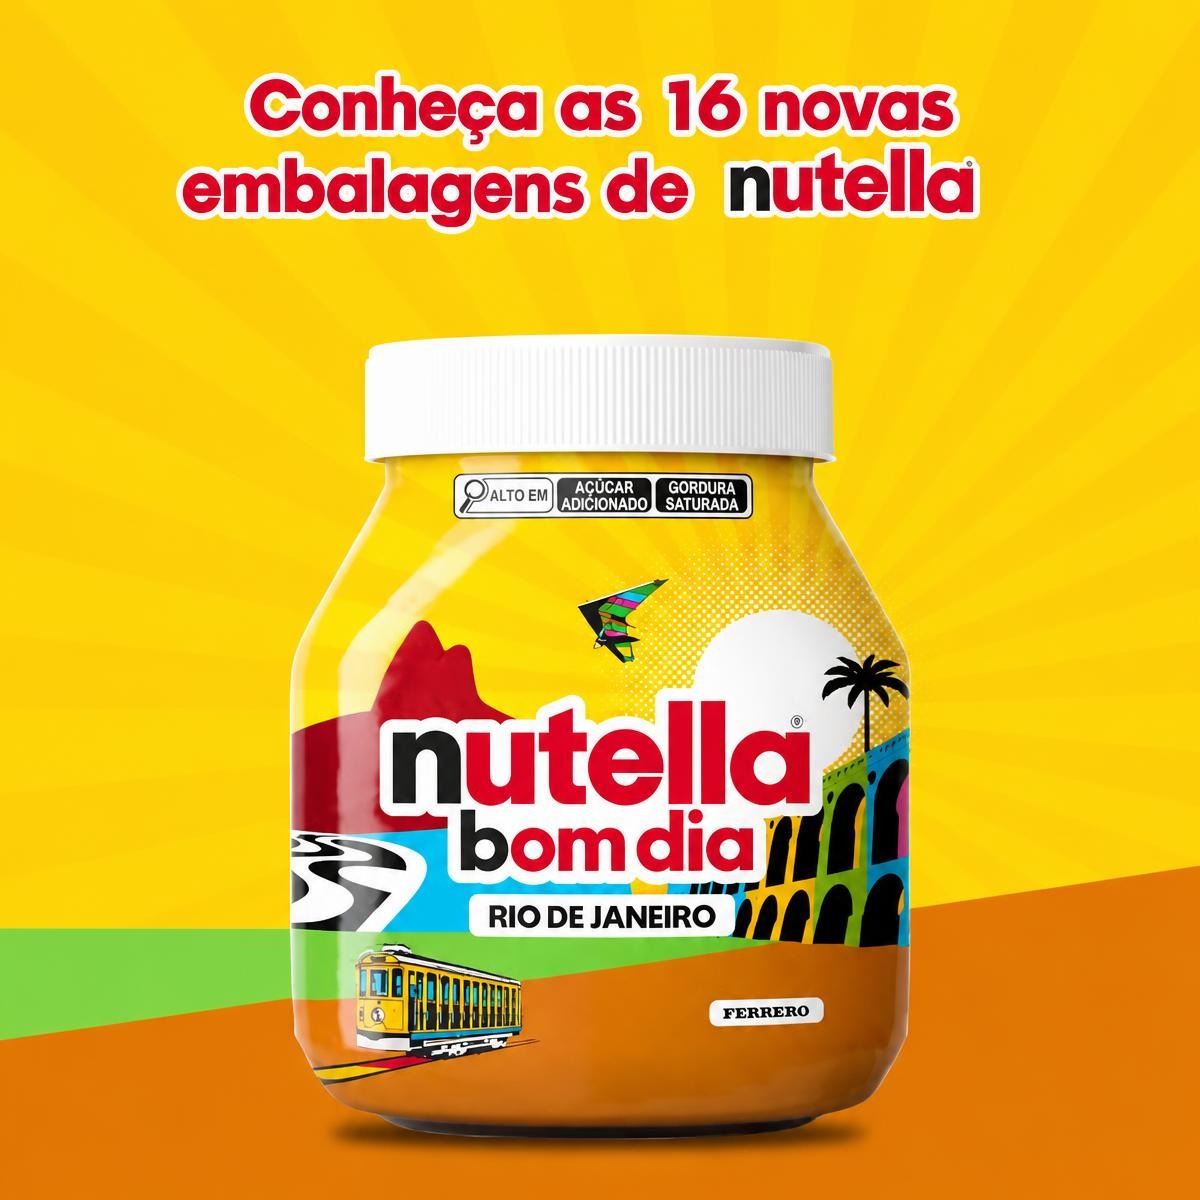 Conheça as 16 novas
embalagens de nutella®
ALTO EM AÇÚCAR ADICIONADO GORDURA SATURADA
nutella®
bom dia
RIO DE JANEIRO
FERRERO